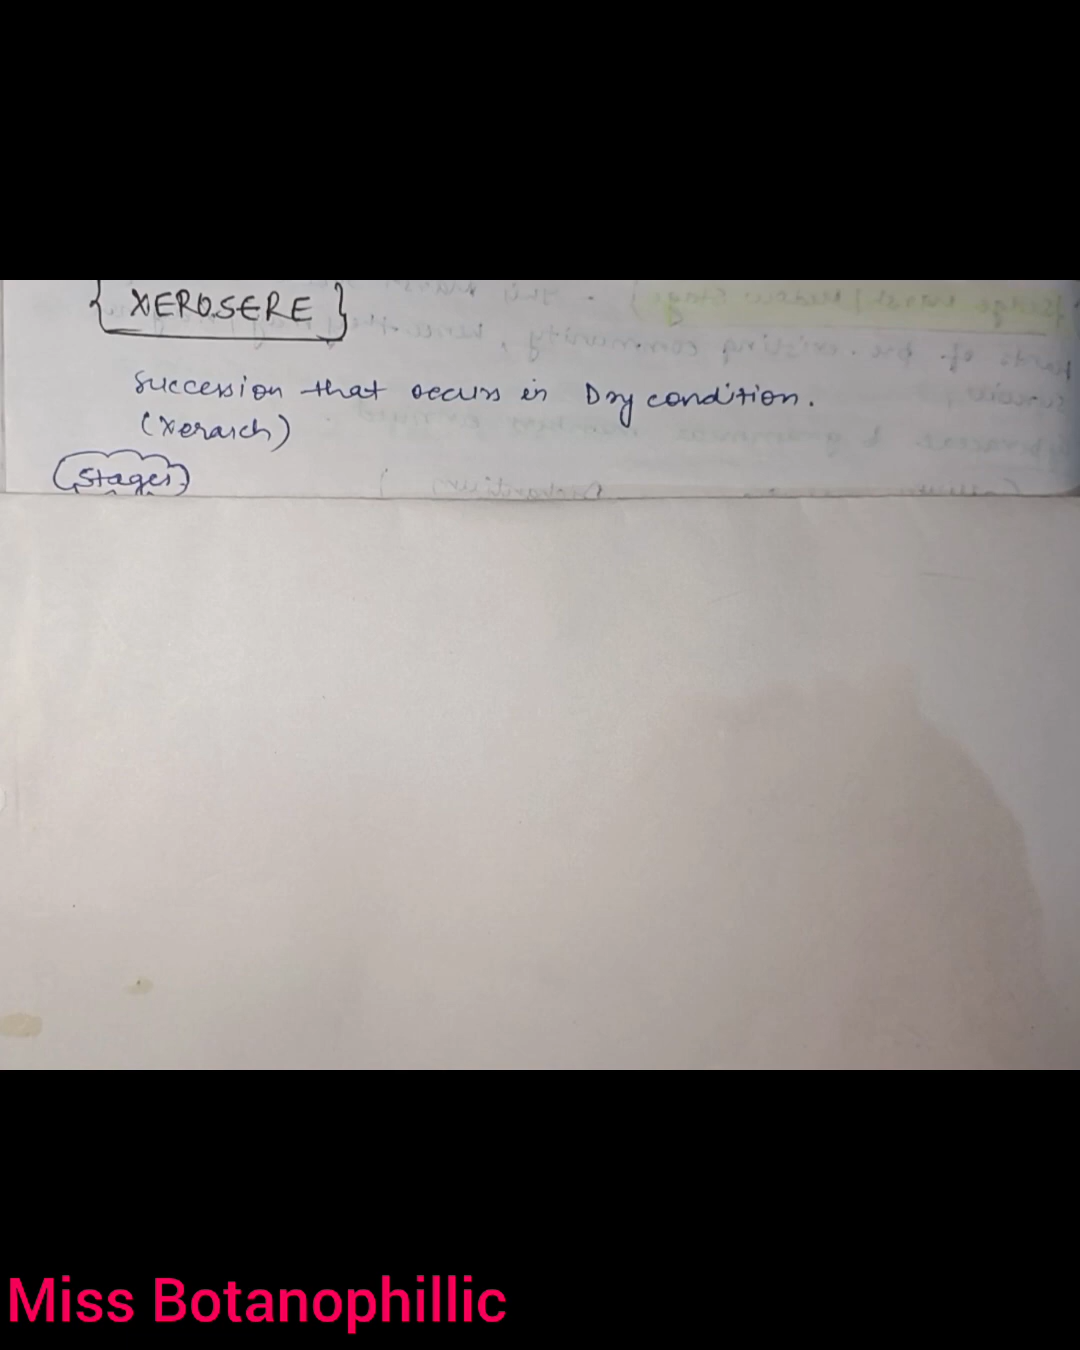 { XEROSERE }
Succession that occurs in Dry condition.
(Xerarch)
Stages
Miss Botanophillic